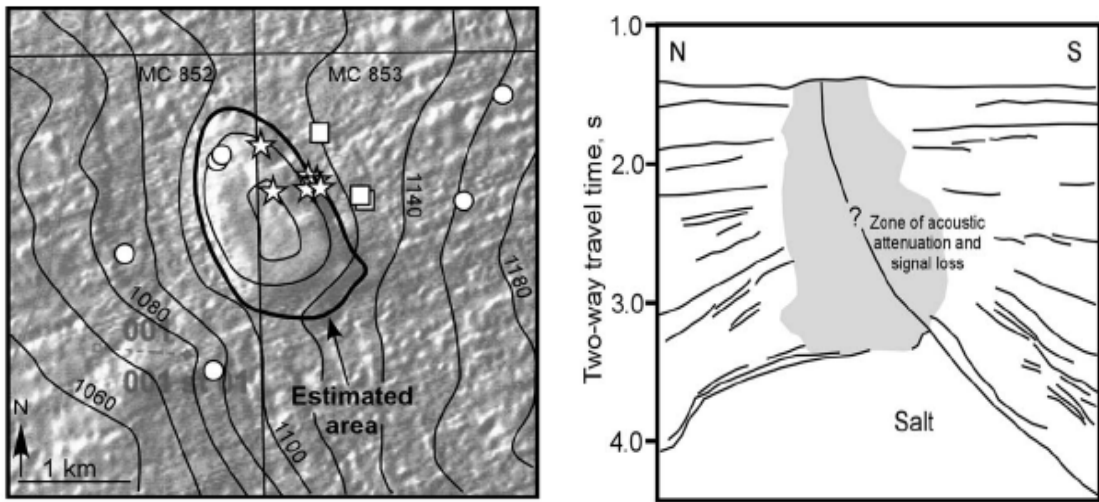 MC 852
MC 853
1140
1180
1080
001
1060
Estimated
area
1100
N
1 km
Two-way travel time, s
1.0
2.0
3.0
4.0
N
S
?
Zone of acoustic
attenuation and
signal loss
Salt